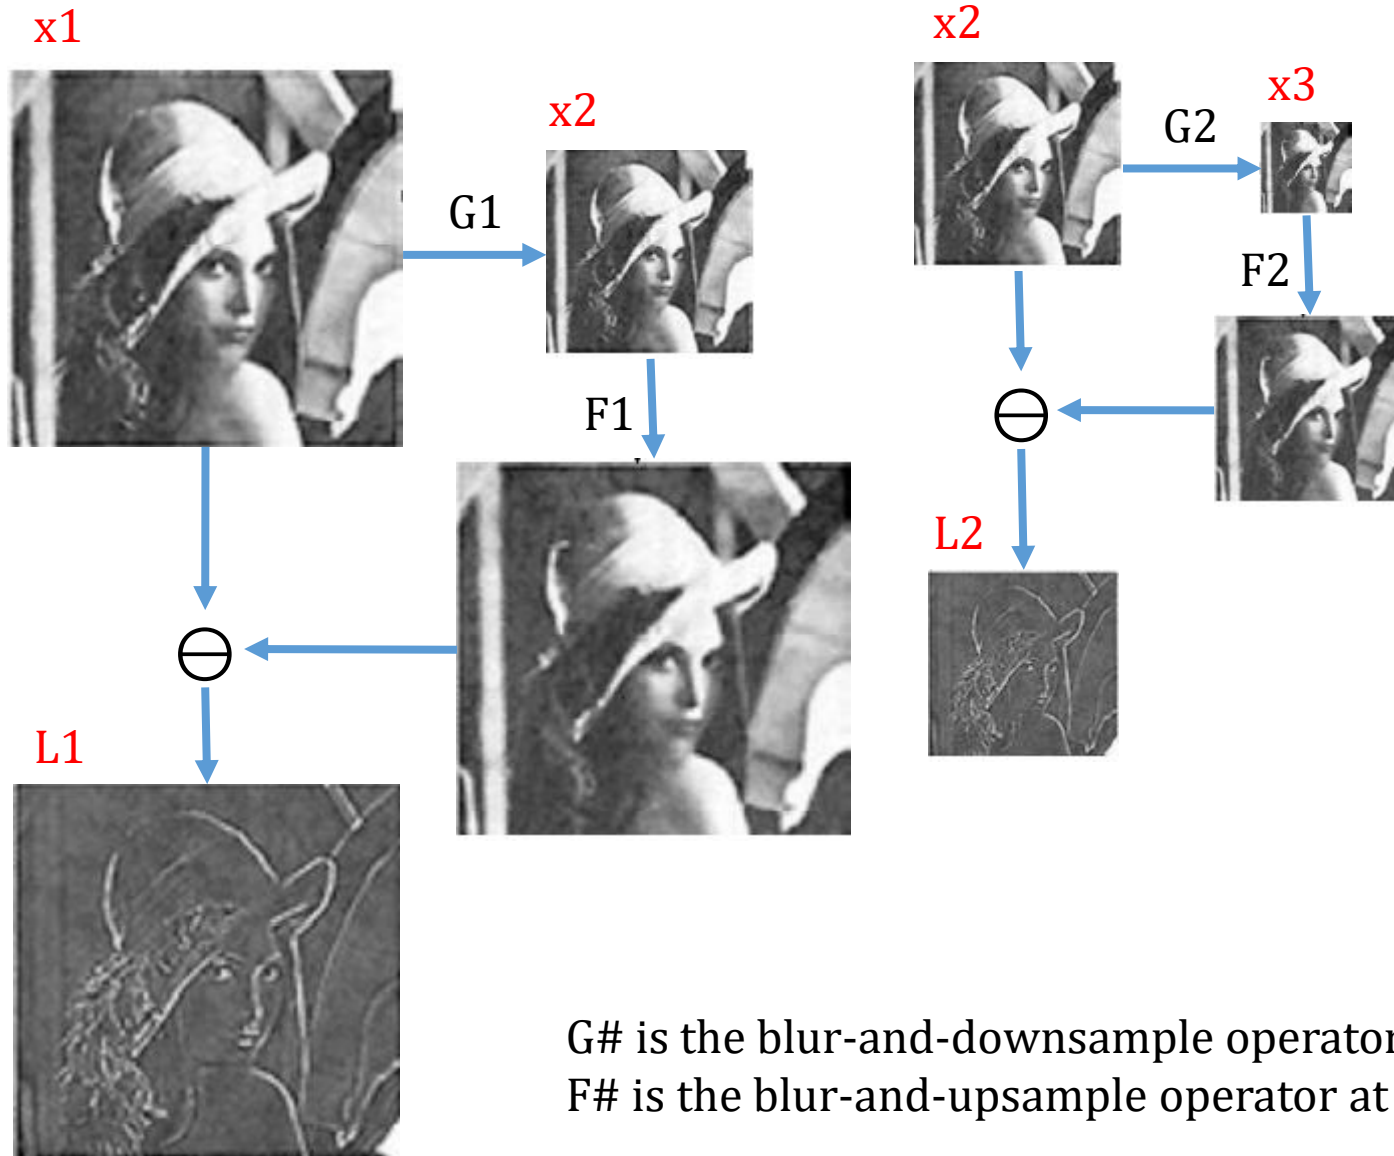 x1
x2
G1
F1
L1
x2
x3
G2
F2
L2
G# is the blur-and-downsample operator
F# is the blur-and-upsample operator at